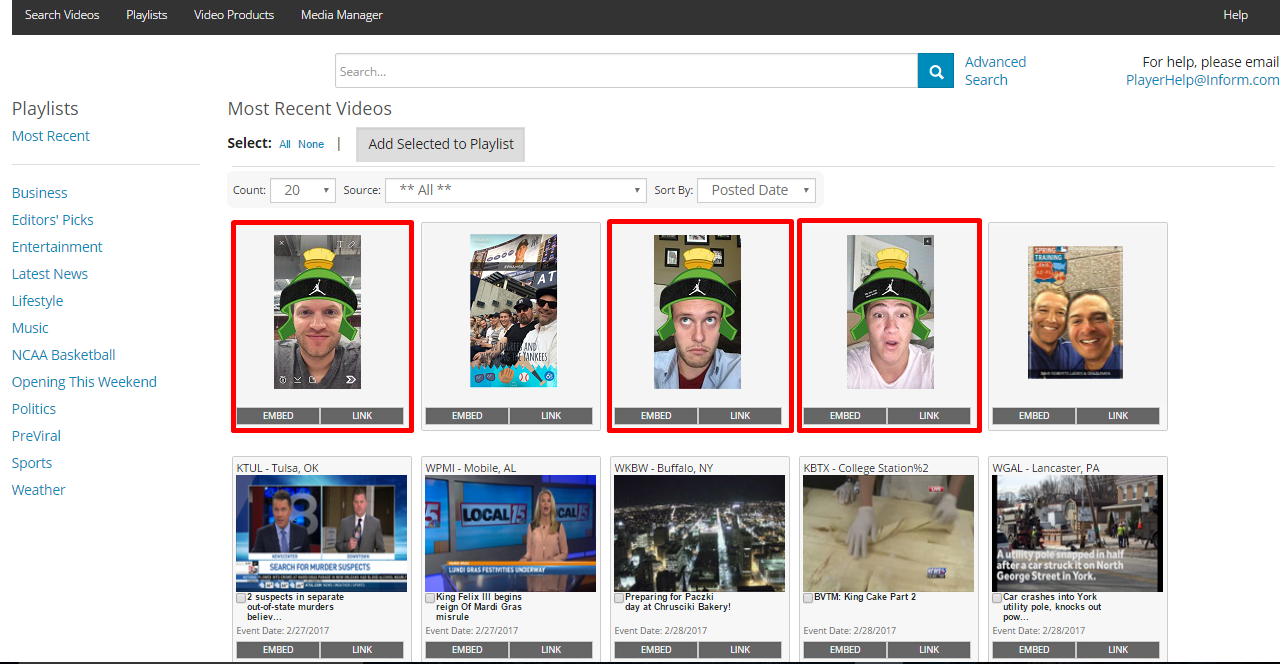 Search Videos Playlists Video Products Media Manager Help
Search...
Advanced
Search
For help, please email
PlayerHelp@Inform.com
Playlists
Most Recent
Business
Editors' Picks
Entertainment
Latest News
Lifestyle
Music
NCAA Basketball
Opening This Weekend
Politics
PreViral
Sports
Weather
Most Recent Videos
Select: All None | Add Selected to Playlist
Count: 20 Source: ** All ** Sort By: Posted Date
SPRING
TRAINING
EMBED LINK EMBED LINK EMBED LINK EMBED LINK EMBED LINK
KTUL - Tulsa, OK
8
NEWSCENTER DOWNTOWN
SEARCH FOR MURDER SUSPECTS
2 suspects in separate
out-of-state murders
believ...
Event Date: 2/27/2017
EMBED LINK
WPMI - Mobile, AL
LOCAL 15
LUNDI GRAS FESTIVITIES UNDERWAY
King Felix III begins
reign Of Mardi Gras
misrule
Event Date: 2/27/2017
EMBED LINK
WKBW - Buffalo, NY
Preparing for Paczki
day at Chrusciki Bakery!
Event Date: 2/28/2017
EMBED LINK
KBTX - College Station%2
BVTM: King Cake Part 2
Event Date: 2/28/2017
EMBED LINK
WGAL - Lancaster, PA
A utility pole snapped in half
after a car struck it on North
George Street in York.
Car crashes into York
utility pole, knocks out
pow...
Event Date: 2/28/2017
EMBED LINK